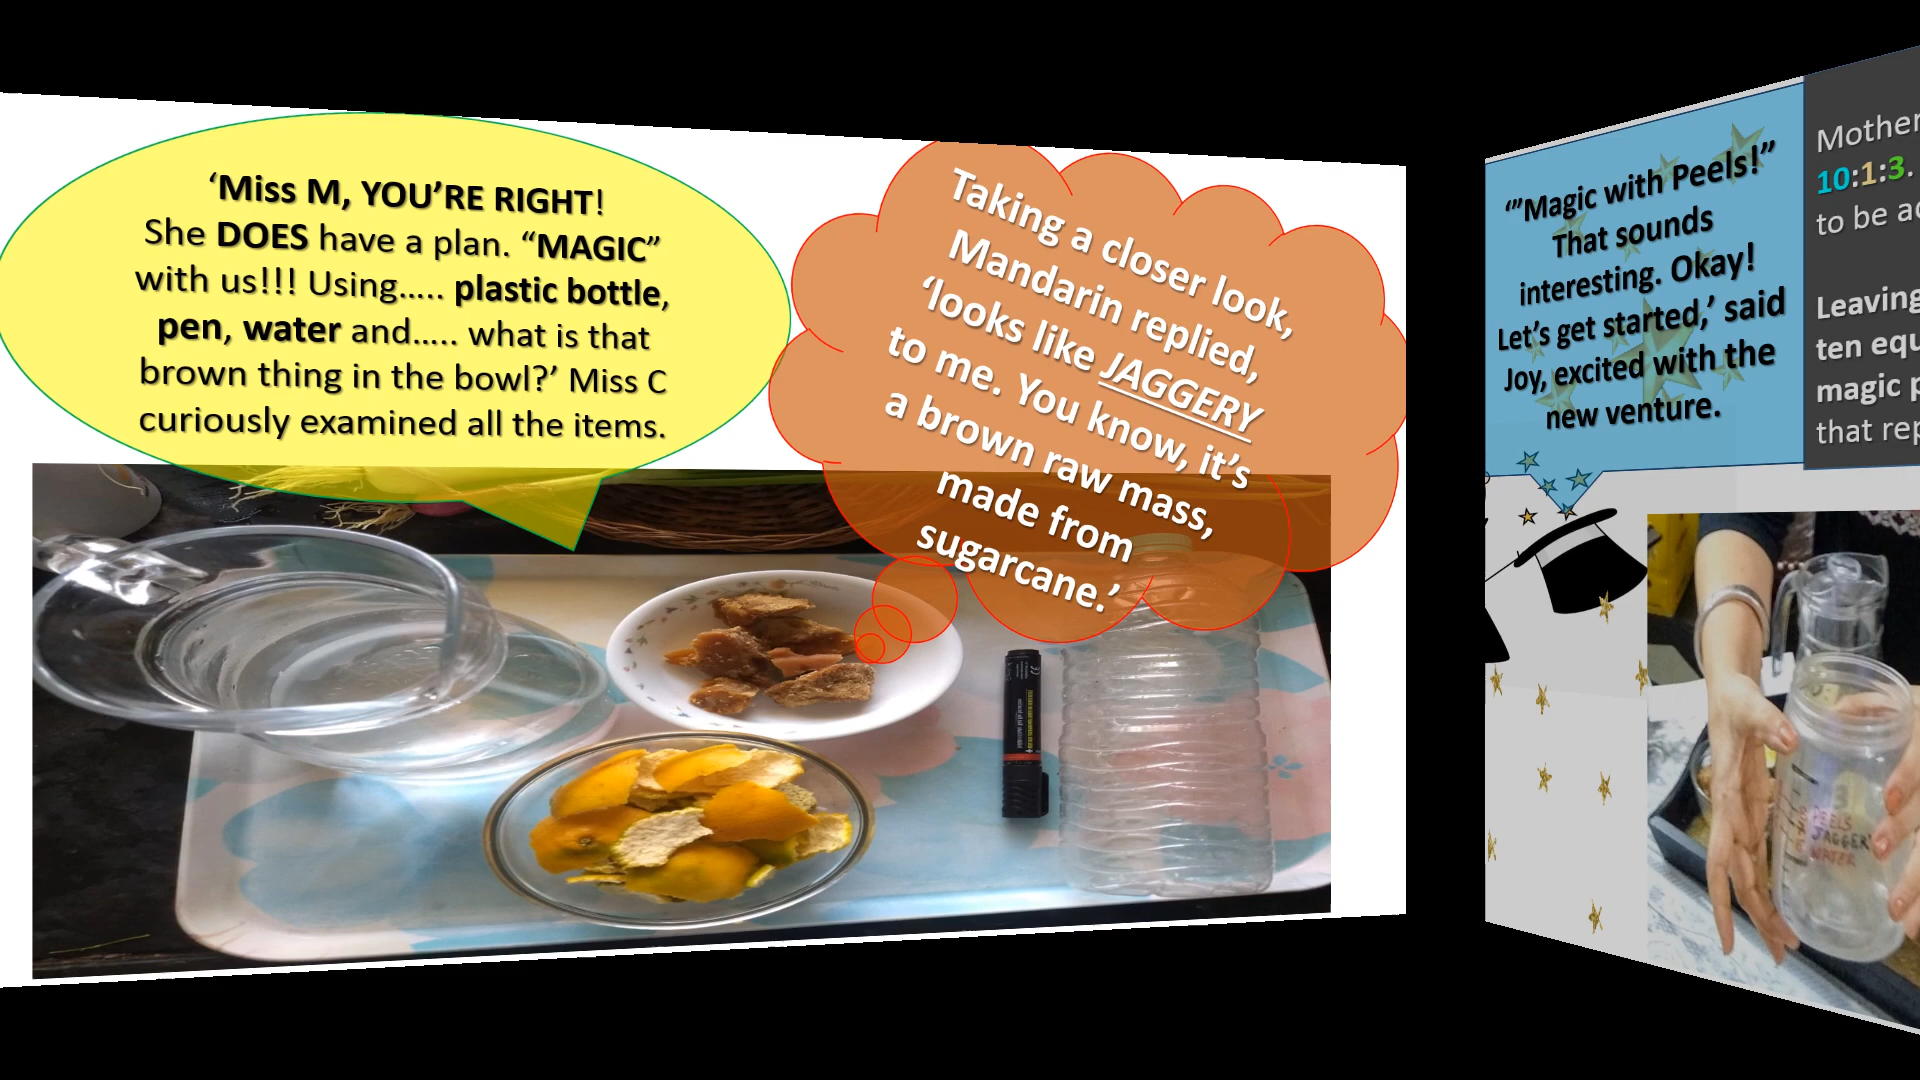 ‘Miss M, YOU’RE RIGHT!
She DOES have a plan. “MAGIC”
with us!!! Using….. plastic bottle,
pen, water and….. what is that
brown thing in the bowl?’ Miss C
curiously examined all the items.
Taking a closer look,
Mandarin replied,
‘looks like JAGGERY
to me. You know, it’s
a brown raw mass,
made from
sugarcane.’
‘”Magic with Peels!”
That sounds
interesting. Okay!
Let’s get started,’ said
Joy, excited with the
new venture.
Mother
10:1:3.
to be
Leaving
ten
magic
that
PEELS
JAGGERY
WATER